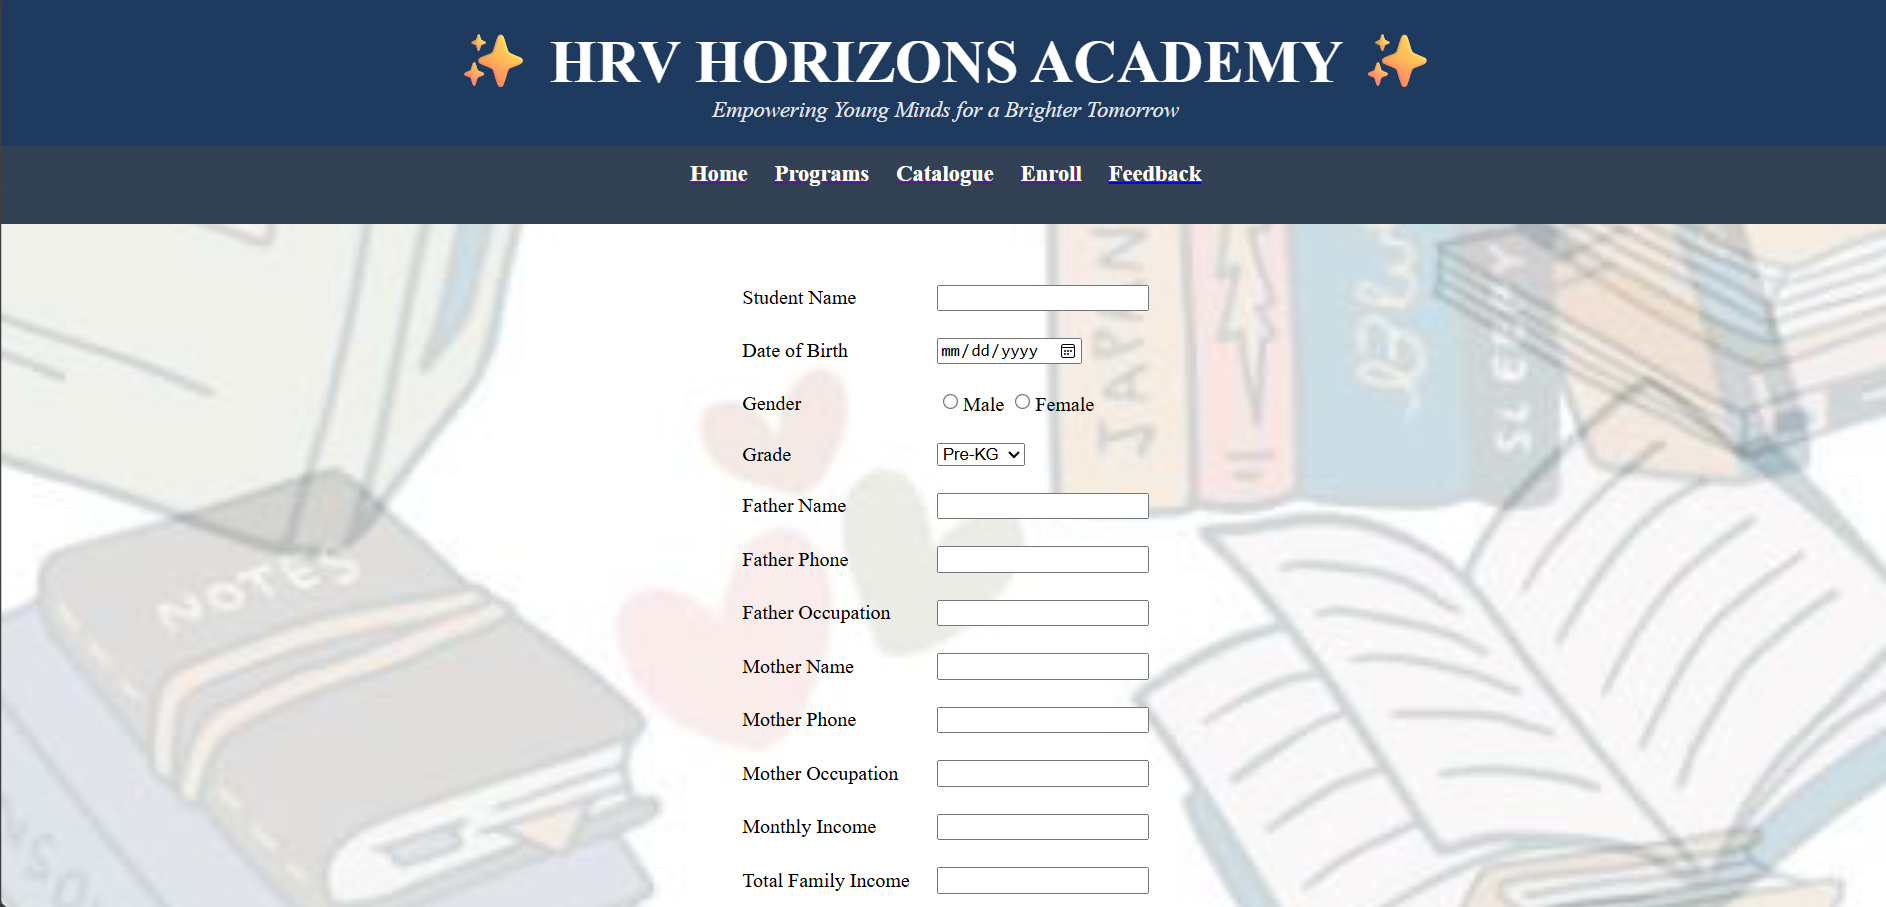 HRV HORIZONS ACADEMY
Empowering Young Minds for a Brighter Tomorrow
Home Programs Catalogue Enroll Feedback
Student Name
Date of Birth mm/dd/yyyy
Gender Male Female
Grade Pre-KG
Father Name
Father Phone
Father Occupation
Mother Name
Mother Phone
Mother Occupation
Monthly Income
Total Family Income
NOTES
JAPAN